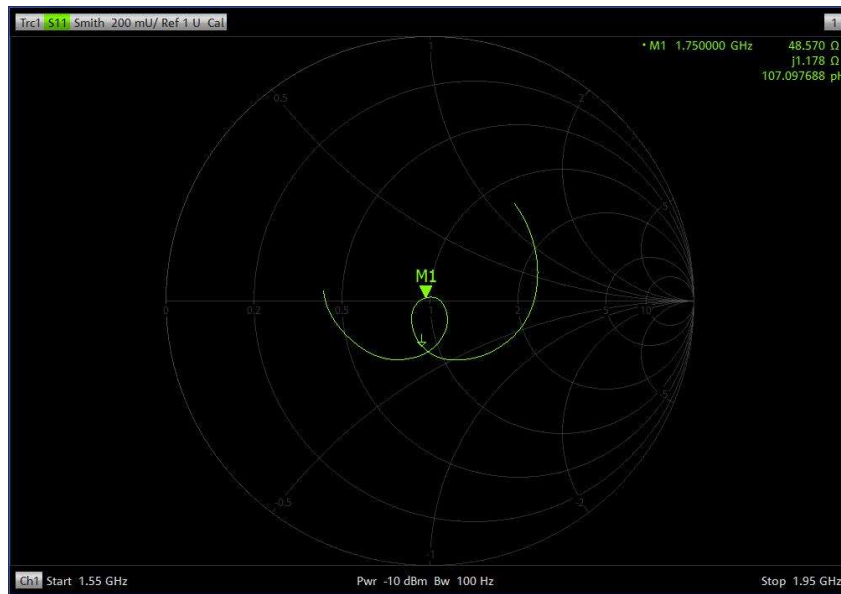 Trc1 S11 Smith 200 mU/ Ref 1 U Cal
1
• M1 1.750000 GHz 48.570 Ω
j1.178 Ω
107.097688 pH
1
0.5
2
5
M1
0
0.2
0.5
1
2
5
10
-5
-0.5
-2
-1
Ch1 Start 1.55 GHz Pwr -10 dBm Bw 100 Hz Stop 1.95 GHz